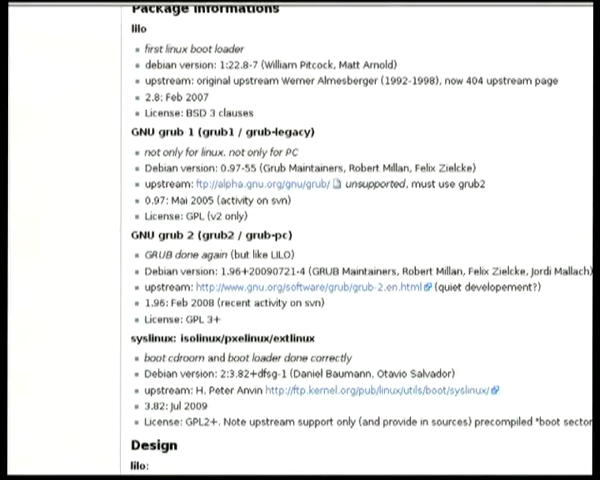 Package informations
lilo
first linux boot loader
debian version: 1:22.8-7 (William Pitcock, Matt Arnold)
upstream: original upstream Werner Almesberger (1992-1998), now 404 upstream page
2.8: Feb 2007
License: BSD 3 clauses
GNU grub 1 (grub1 / grub-legacy)
not only for linux, not only for PC
Debian version: 0.97-55 (Grub Maintainers, Robert Millan, Felix Zielcke)
upstream: ftp://alpha.gnu.org/gnu/grub/ unsupported, must use grub2
0.97: Mai 2005 (activity on svn)
License: GPL (v2 only)
GNU grub 2 (grub2 / grub-pc)
GRUB done again (but like LILO)
Debian version: 1.96+20090721-4 (GRUB Maintainers, Robert Millan, Felix Zielcke, Jordi Mallach)
upstream: http://www.gnu.org/software/grub/grub-2.en.html (quiet developement?)
1.96: Feb 2008 (recent activity on svn)
License: GPL 3+
syslinux: isolinux/pxelinux/extlinux
boot cdroom and boot loader done correctly
Debian version: 2:3.82+dfsg-1 (Daniel Baumann, Otavio Salvador)
upstream: H. Peter Anvin http://ftp.kernel.org/pub/linux/utils/boot/syslinux/
3.82: Jul 2009
License: GPL2+. Note upstream support only (and provide in sources) precompiled "boot sector
Design
lilo: